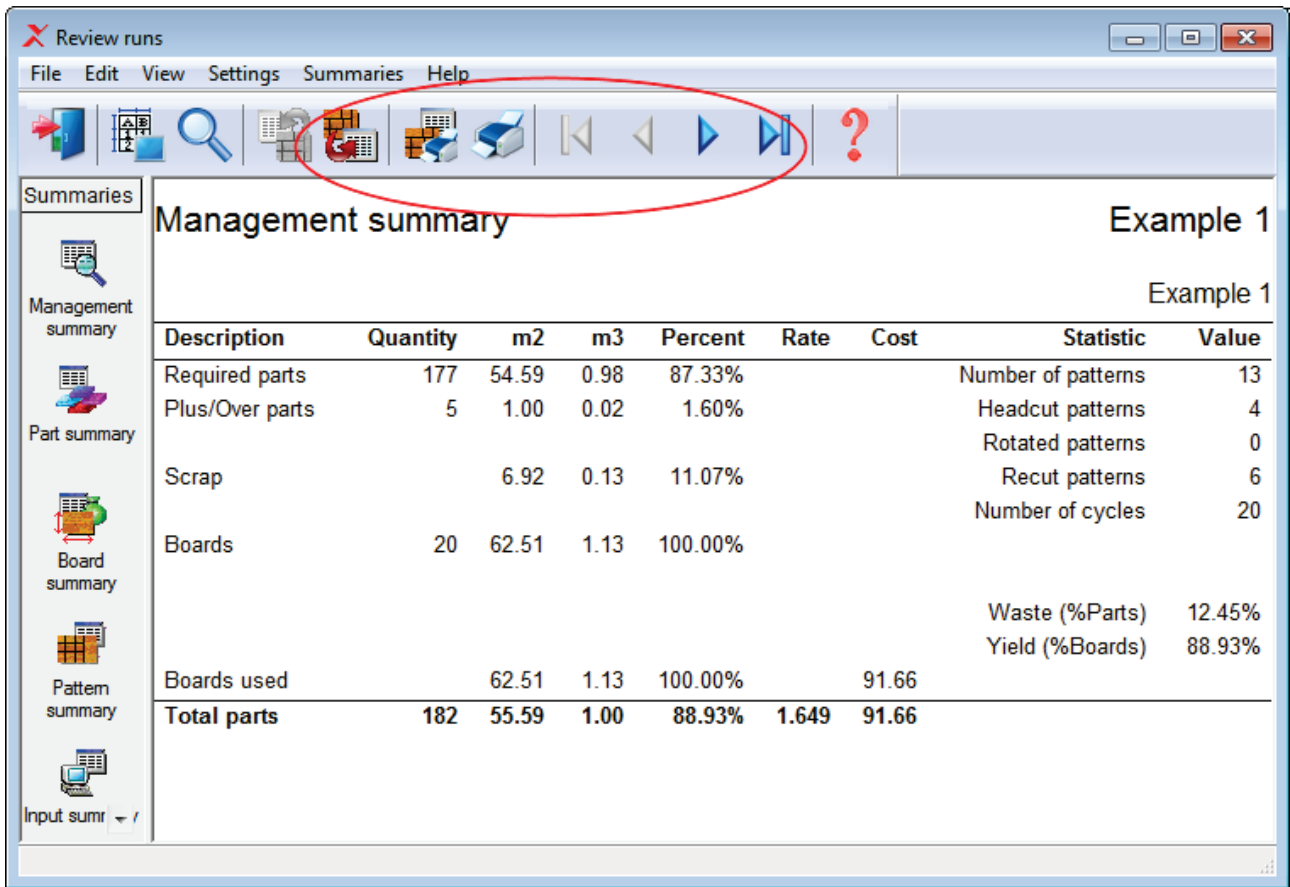 Review runs
File Edit View Settings Summaries Help
Summaries
Management
summary
Part summary
Board
summary
Pattern
summary
Input sumr
Management summary Example 1
Example 1
Description Quantity m2 m3 Percent Rate Cost Statistic Value
Required parts 177 54.59 0.98 87.33% Number of patterns 13
Plus/Over parts 5 1.00 0.02 1.60% Headcut patterns 4
Rotated patterns 0
Scrap 6.92 0.13 11.07% Recut patterns 6
Number of cycles 20
Boards 20 62.51 1.13 100.00%
Waste (%Parts) 12.45%
Yield (%Boards) 88.93%
Boards used 62.51 1.13 100.00% 91.66
Total parts 182 55.59 1.00 88.93% 1.649 91.66